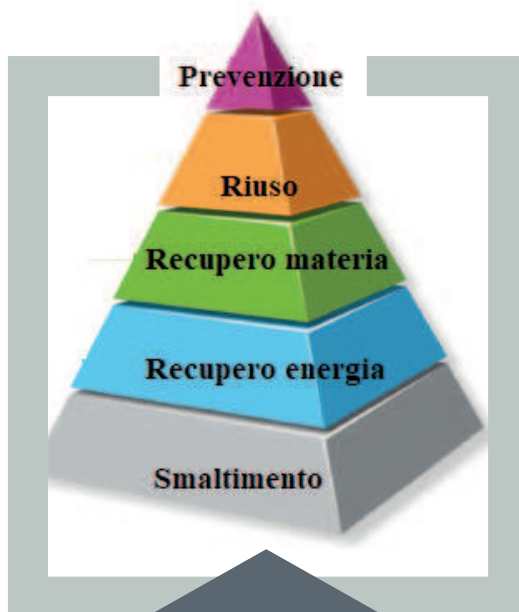 Prevenzione
Riuso
Recupero materia
Recupero energia
Smaltimento